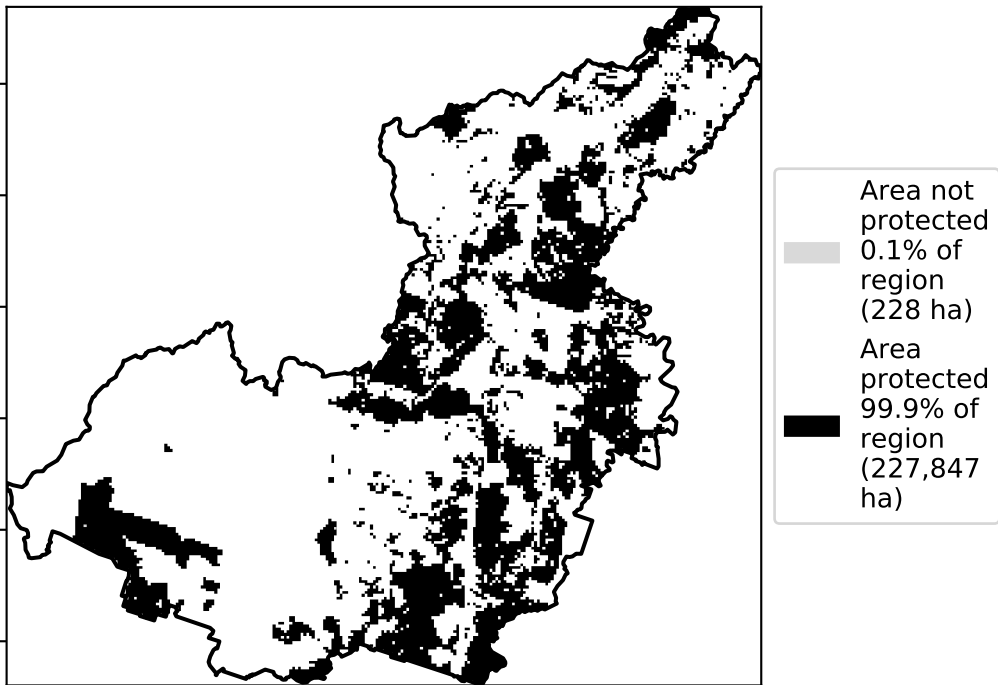 Area not
protected
0.1% of
region
(228 ha)
Area
protected
99.9% of
region
(227,847
ha)